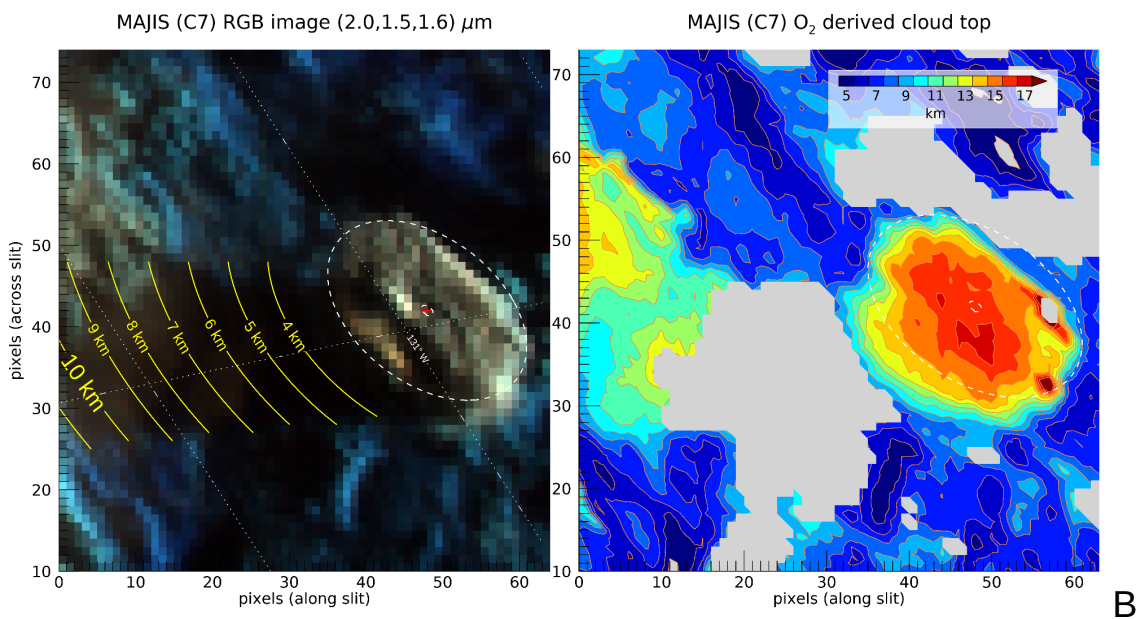 MAJIS (C7) RGB image (2.0,1.5,1.6) μm
MAJIS (C7) O₂ derived cloud top
70
60
50
40
30
20
10
0
10
20
30
40
50
60
pixels (across slit)
pixels (along slit)
10 km
9 km
8 km
7 km
6 km
5 km
4 km
131° W
5 7 9 11 13 15 17
km
70
60
50
40
30
20
10
0
10
20
30
40
50
60
pixels (along slit)
B